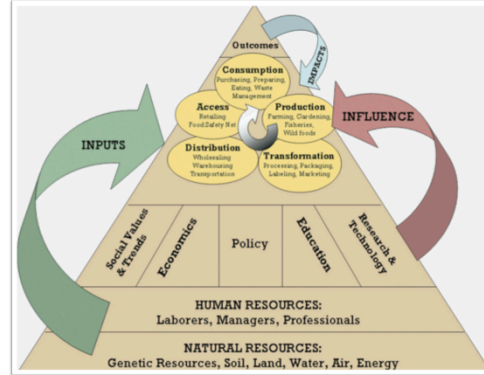 Outcomes
IMPACTS
Consumption
Purchasing, Preparing,
Eating, Waste
Management
Access
Retailing
Food Safety Net
Production
Farming, Gardening,
Fisheries,
Wild foods
INPUTS
INFLUENCE
Distribution
Wholesaling
Warehousing
Transportation
Transformation
Processing, Packaging,
Labeling, Marketing
Social Values
& Trends
Economics
Policy
Education
Research &
Technology
HUMAN RESOURCES:
Laborers, Managers, Professionals
NATURAL RESOURCES:
Genetic Resources, Soil, Land, Water, Air, Energy